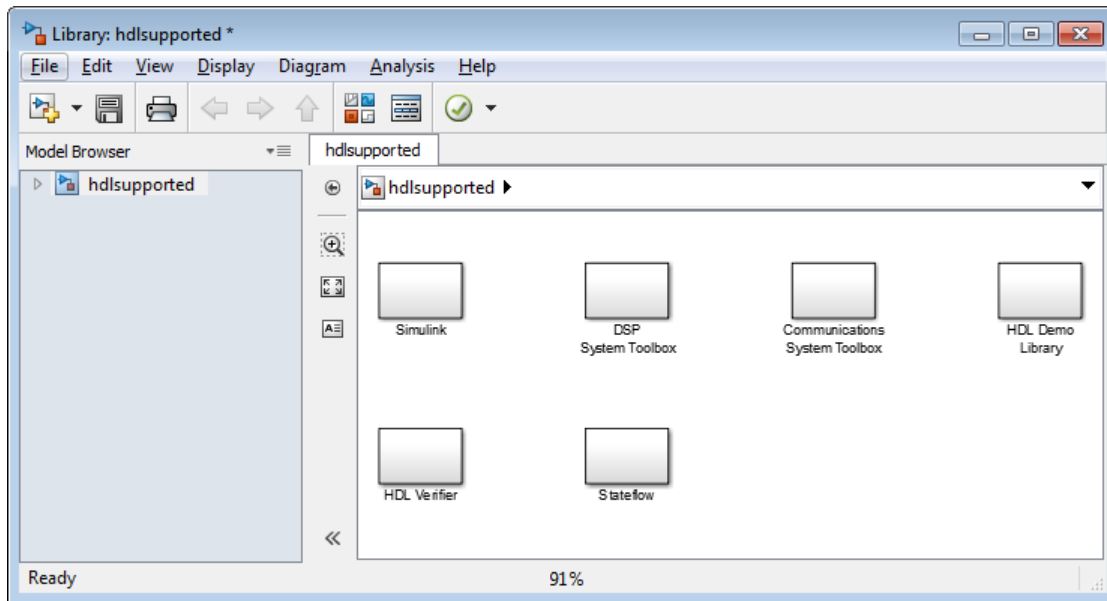 Library: hdlsupported *
File Edit View Display Diagram Analysis Help
Model Browser
hdlsupported
hdlsupported
hdlsupported
Simulink
DSP
System Toolbox
Communications
System Toolbox
HDL Demo
Library
HDL Verifier
Stateflow
Ready 91%